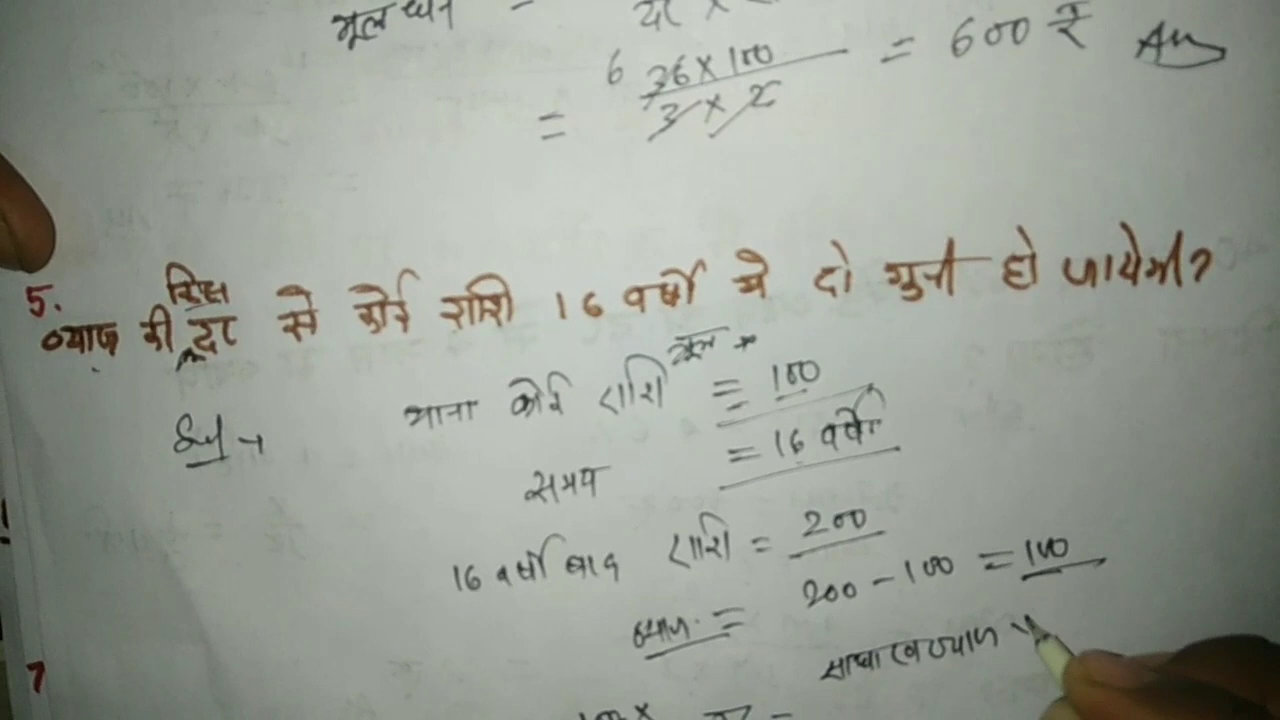 मूलधन =
6 36 × 100
= 600 ₹ Ans
= 3 × 2
किस
5. ब्याज की दर से कोई राशि 16 वर्षों में दो गुनी हो जायेगी?
मूल
Sol → माना कोई राशि = 100
समय = 16 वर्ष
16 वर्षों बाद राशि = 200
ब्याज = 200 - 100 = 100
साधारण ब्याज
7